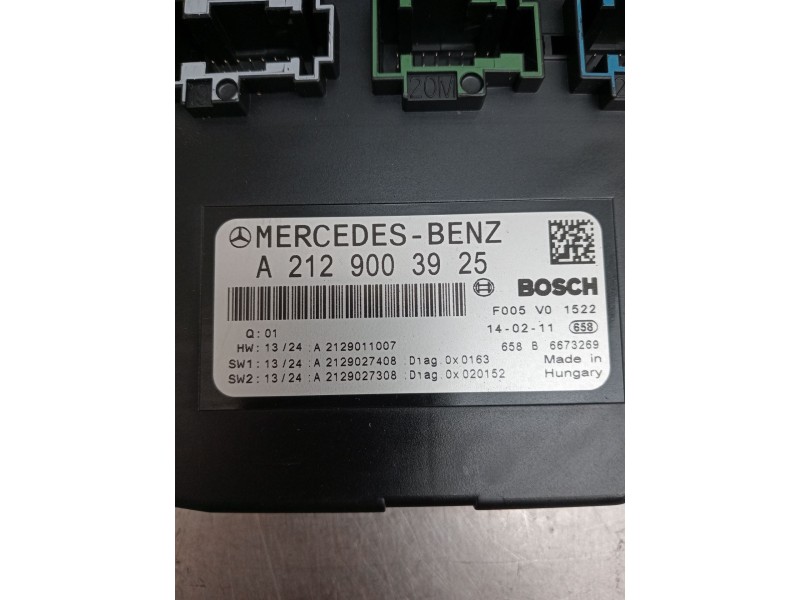 20M
MERCEDES-BENZ
A 212 900 39 25
BOSCH
F005 V0 1522
Q:01
14-02-11 658
HW: 13/24 :A 2129011007
658 B 6673269
SW1: 13/24 :A 2129027408 :Diag:0x0163
Made in
SW2: 13/24 :A 2129027308 :Diag:0x020152
Hungary